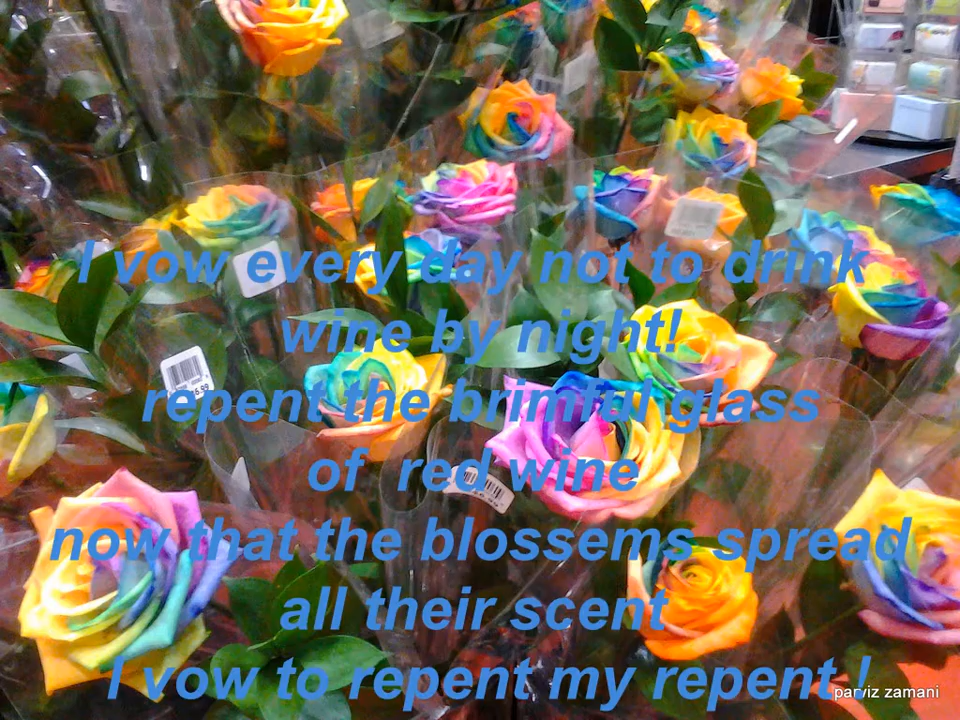 I vow every day not to drink
wine by night!
repent the brimful glass
of red wine
now that the blossems spread
all their scent
I vow to repent my repent !
parviz zamani